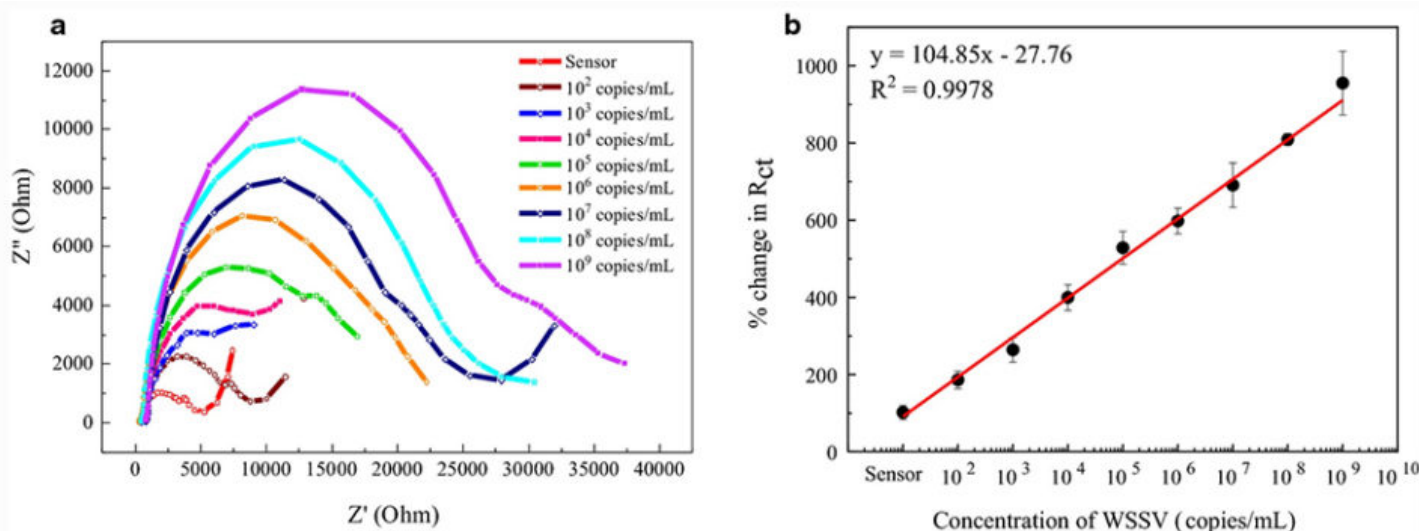 a
12000
10000
8000
6000
4000
2000
0
Z" (Ohm)
0 5000 10000 15000 20000 25000 30000 35000 40000
Z' (Ohm)
Sensor
10² copies/mL
10³ copies/mL
10⁴ copies/mL
10⁵ copies/mL
10⁶ copies/mL
10⁷ copies/mL
10⁸ copies/mL
10⁹ copies/mL
b
y = 104.85x - 27.76
R² = 0.9978
1000
800
600
400
200
0
% change in RCt
Sensor 10² 10³ 10⁴ 10⁵ 10⁶ 10⁷ 10⁸ 10⁹ 10¹⁰
Concentration of WSSV (copies/mL)